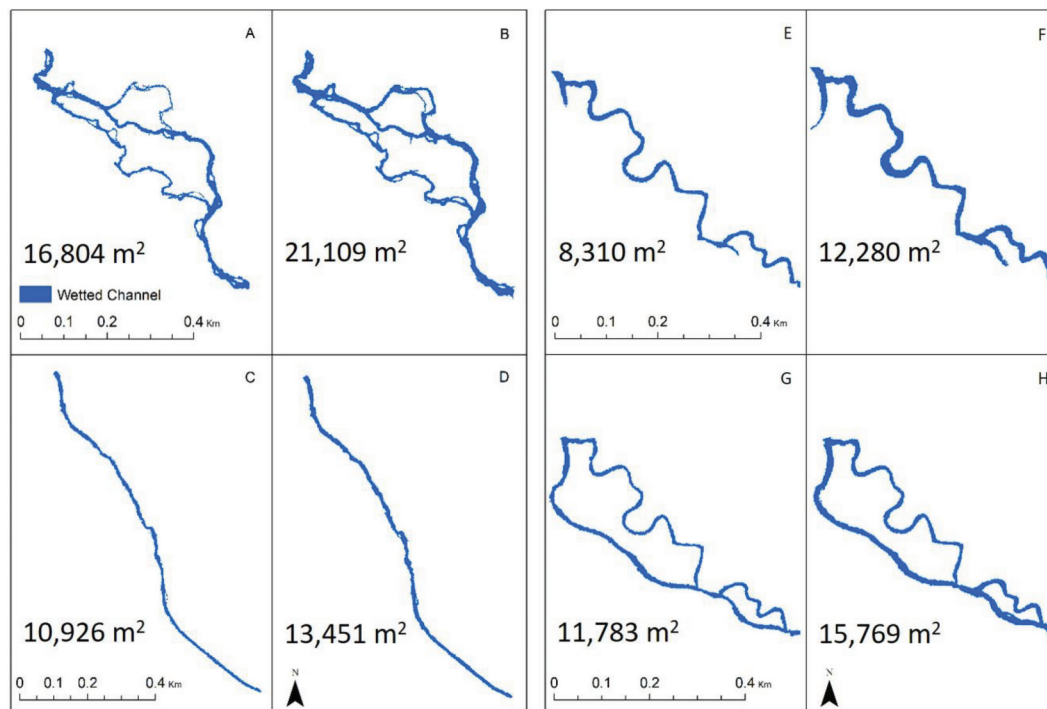 A
B
16,804 m²
21,109 m²
Wetted Channel
0 0.1 0.2 0.4 Km
E
F
8,310 m²
12,280 m²
0 0.1 0.2 0.4 Km
C
D
10,926 m²
13,451 m²
0 0.1 0.2 0.4 Km
N
G
H
11,783 m²
15,769 m²
0 0.1 0.2 0.4 Km
N